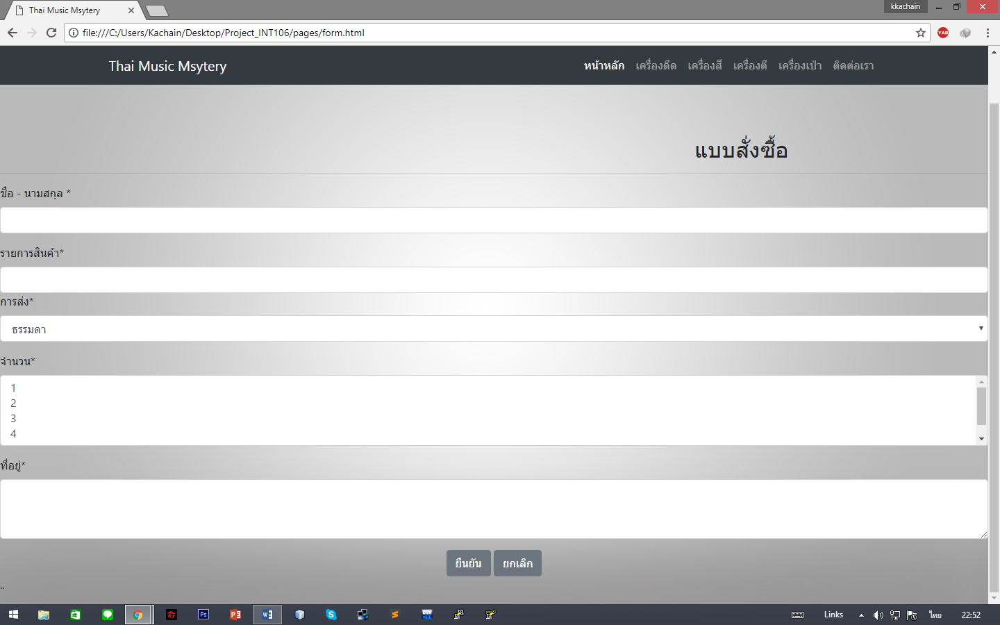 Thai Music Msytery
kkachain
file:///C:/Users/Kachain/Desktop/Project_INT106/pages/form.html
YAB
Thai Music Msytery
หน้าหลัก เครื่องดีด เครื่องสี เครื่องตี เครื่องเป่า ติดต่อเรา
แบบสั่งซื้อ
ชื่อ - นามสกุล *
รายการสินค้า*
การส่ง*
ธรรมดา
จำนวน*
1
2
3
4
ที่อยู่*
ยืนยัน ยกเลิก
..
Links ไทย 22:52